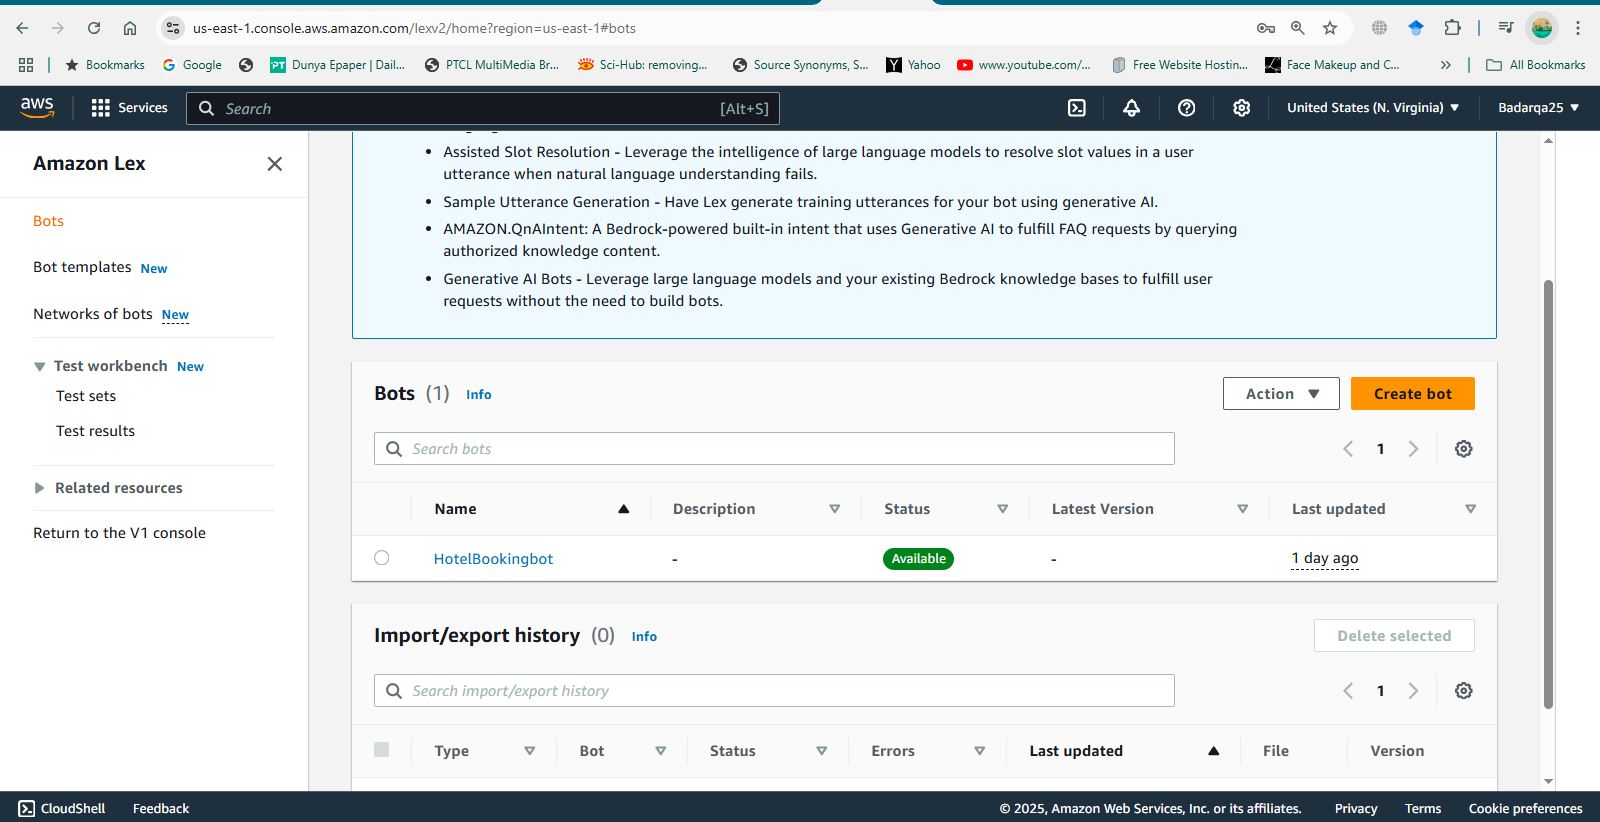 us-east-1.console.aws.amazon.com/lexv2/home?region=us-east-1#bots
Bookmarks Google Dunya Epaper | Dail... PTCL MultiMedia Br... Sci-Hub: removing... Source Synonyms, S... Yahoo www.youtube.com/... Free Website Hostin... Face Makeup and C... >> All Bookmarks
aws Services Search [Alt+S] United States (N. Virginia) Badarqa25
Amazon Lex
Bots
Bot templates New
Networks of bots New
Test workbench New
Test sets
Test results
Related resources
Return to the V1 console
• Assisted Slot Resolution - Leverage the intelligence of large language models to resolve slot values in a user
utterance when natural language understanding fails.
• Sample Utterance Generation - Have Lex generate training utterances for your bot using generative AI.
• AMAZON.QnAIntent: A Bedrock-powered built-in intent that uses Generative AI to fulfill FAQ requests by querying
authorized knowledge content.
• Generative AI Bots - Leverage large language models and your existing Bedrock knowledge bases to fulfill user
requests without the need to build bots.
Bots (1) Info Action Create bot
Search bots 1
Name Description Status Latest Version Last updated
HotelBookingbot - Available - 1 day ago
Import/export history (0) Info Delete selected
Search import/export history 1
Type Bot Status Errors Last updated File Version
CloudShell Feedback © 2025, Amazon Web Services, Inc. or its affiliates. Privacy Terms Cookie preferences